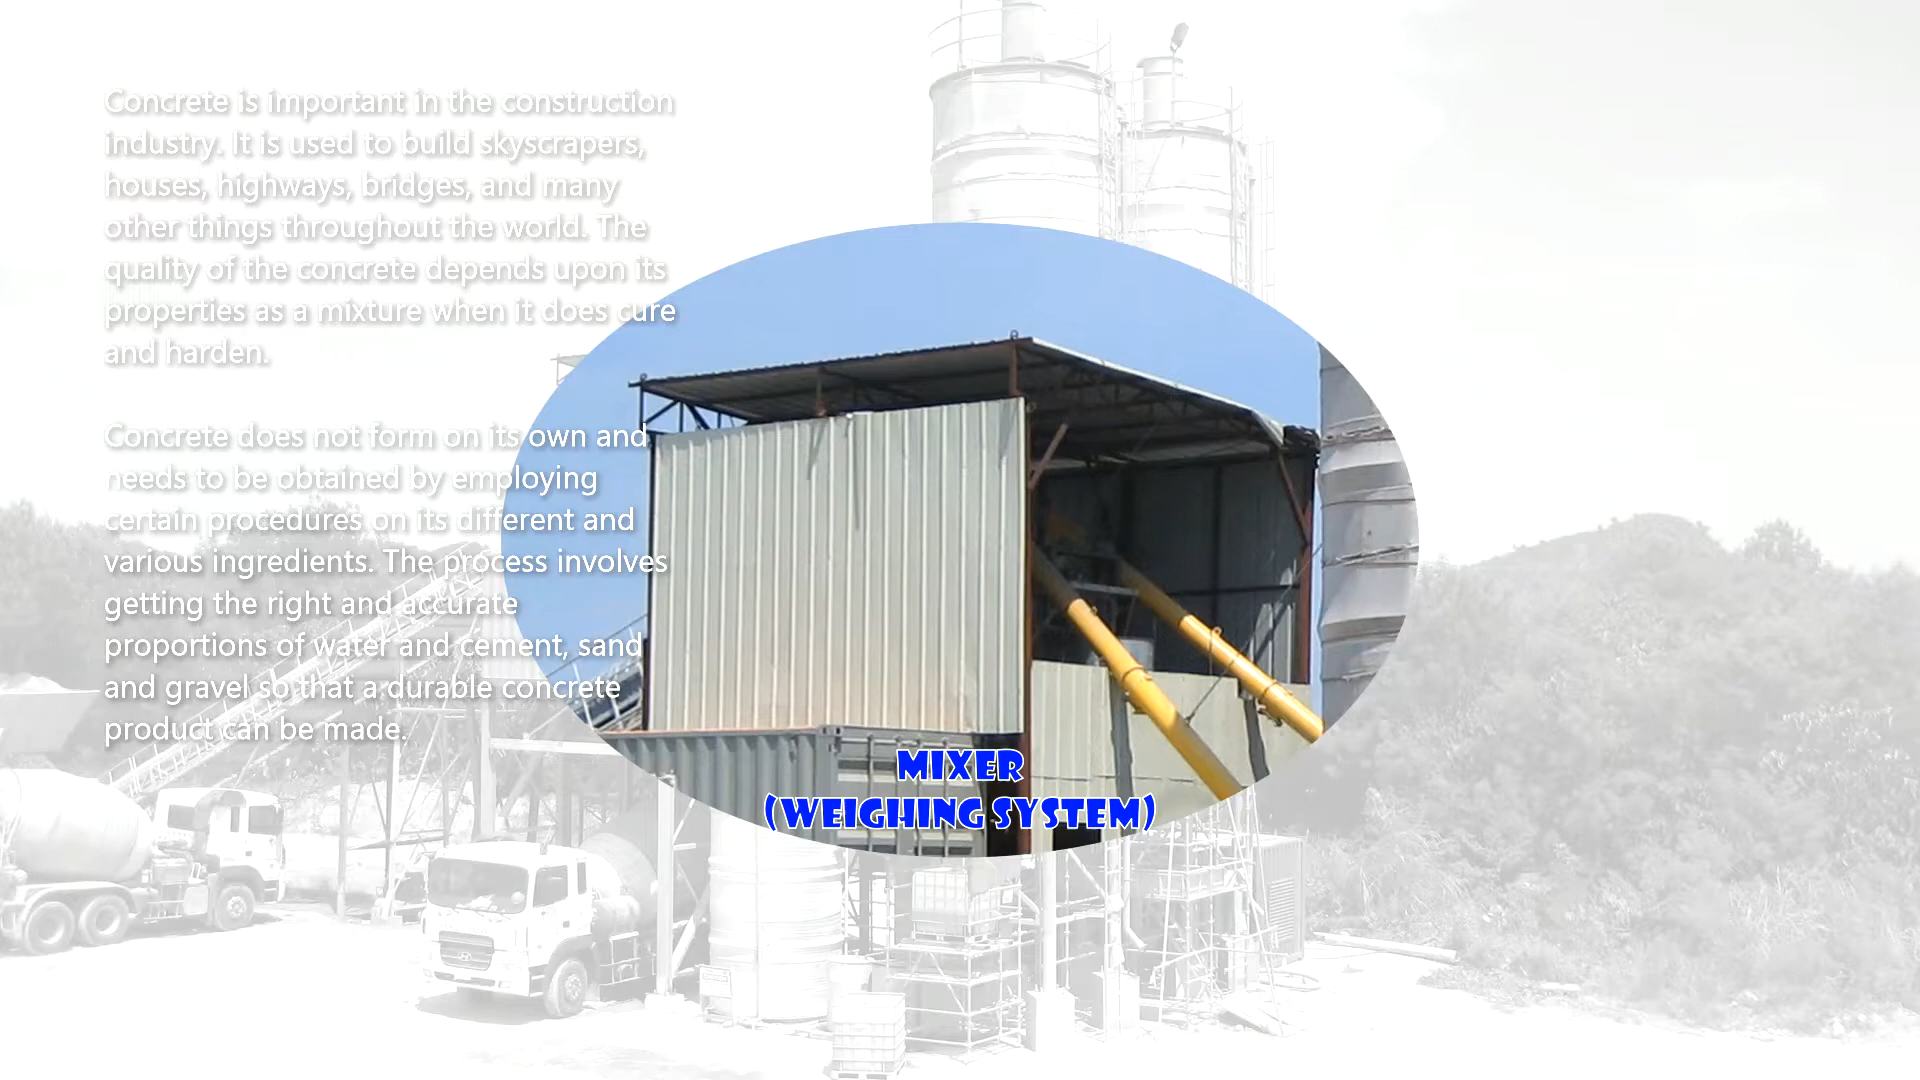 Concrete is important in the construction
industry. It is used to build skyscrapers,
houses, highways, bridges, and many
other things throughout the world. The
quality of the concrete depends upon its
properties as a mixture when it does cure
and harden.
Concrete does not form on its own and
needs to be obtained by employing
certain procedures on its different and
various ingredients. The process involves
getting the right and accurate
proportions of water and cement, sand
and gravel so that a durable concrete
product can be made.
MIXER
(WEIGHING SYSTEM)